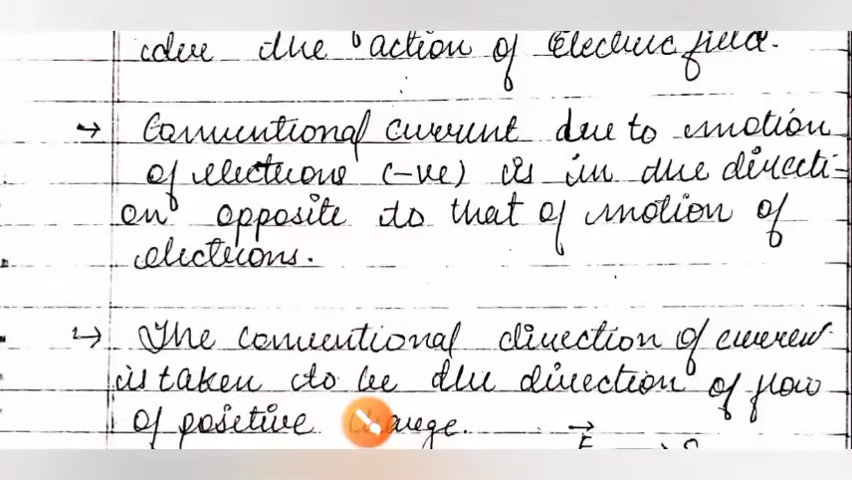 the action of Electric field.
→ Conventional current due to motion
of electrons (-ve) is in the directi-
on opposite to that of motion of
electrons.
↳ The conventional direction of current
is taken to be the direction of flow
of positive charge.
E